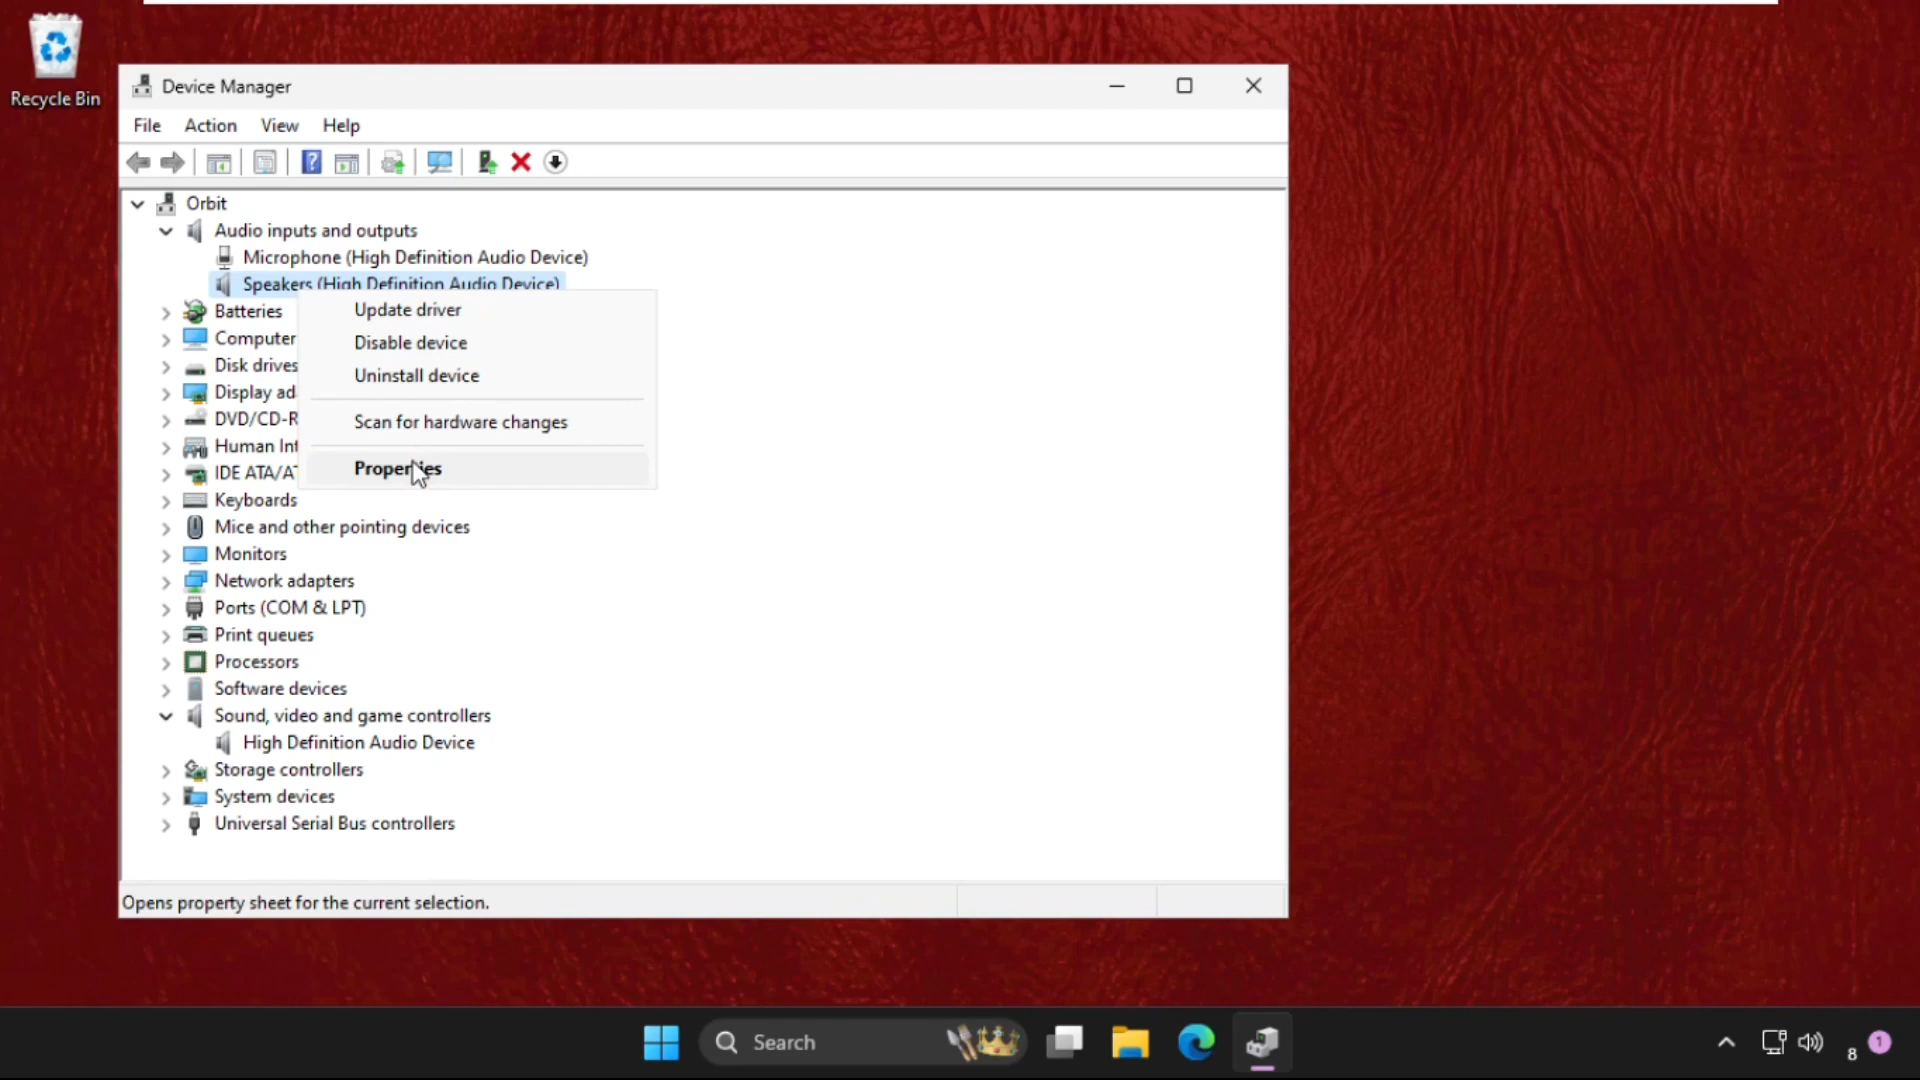 Recycle Bin
Device Manager
File Action View Help
Orbit
Audio inputs and outputs
Microphone (High Definition Audio Device)
Speakers (High Definition Audio Device)
Update driver
Disable device
Uninstall device
Scan for hardware changes
Properties
Batteries
Computer
Disk drives
Display ad
DVD/CD-R
Human Int
IDE ATA/AT
Keyboards
Mice and other pointing devices
Monitors
Network adapters
Ports (COM & LPT)
Print queues
Processors
Software devices
Sound, video and game controllers
High Definition Audio Device
Storage controllers
System devices
Universal Serial Bus controllers
Opens property sheet for the current selection.
Search
8
1